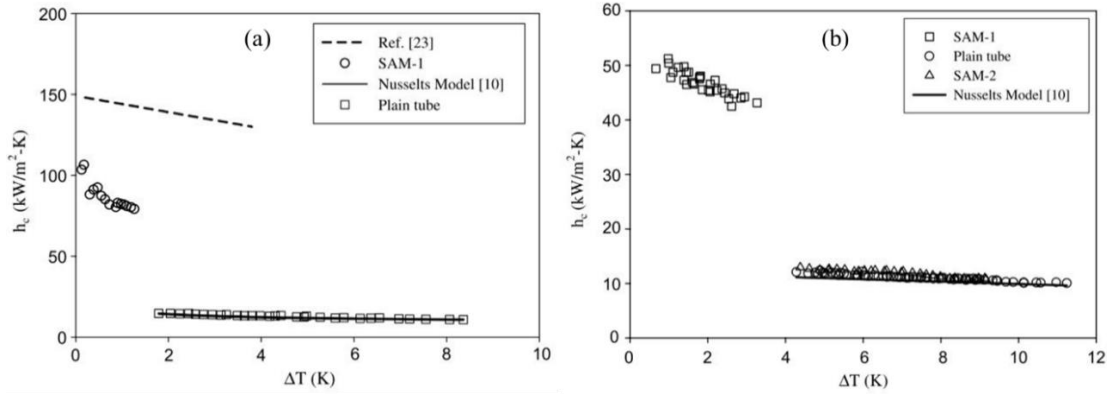 (a)
Ref. [23]
SAM-1
Nusselts Model [10]
Plain tube
200
150
100
50
0
h_c (kW/m²-K)
0 2 4 6 8 10
ΔT (K)
(b)
SAM-1
Plain tube
SAM-2
Nusselts Model [10]
60
50
40
30
20
10
0
h_c (kW/m²-K)
0 2 4 6 8 10 12
ΔT (K)